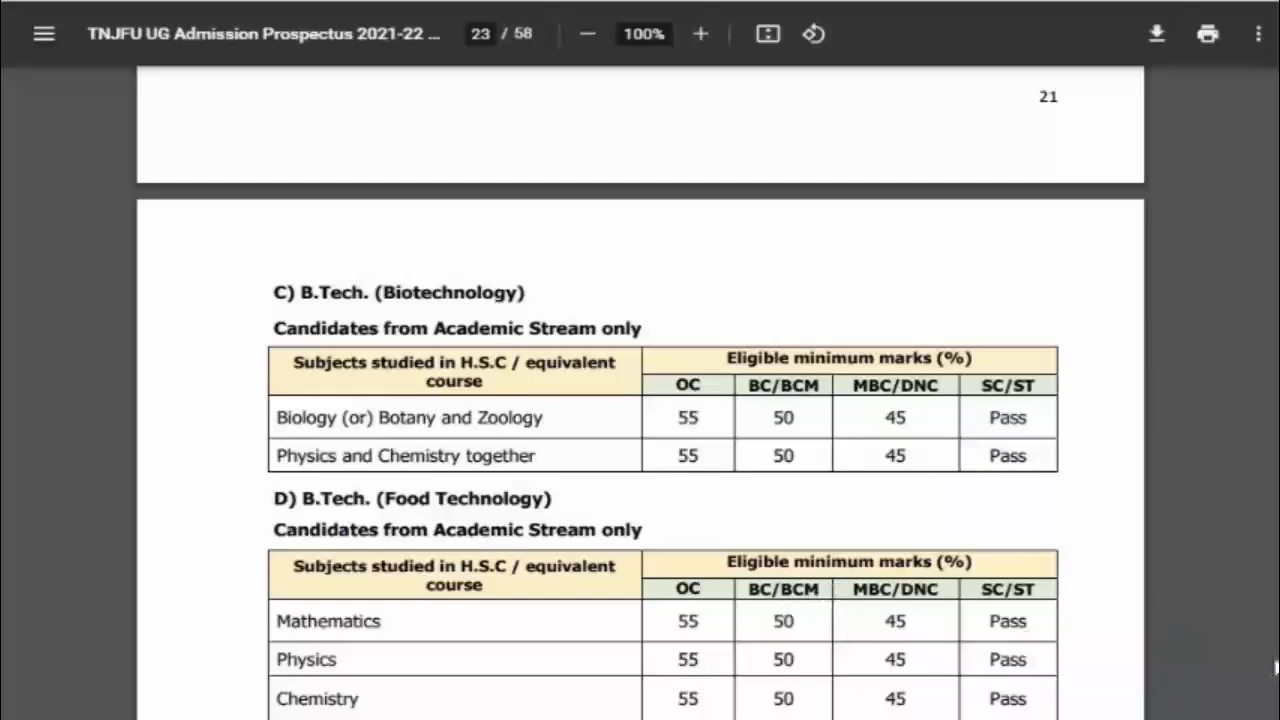 TNJFU UG Admission Prospectus 2021-22 ... 23 / 58 100%
21
C) B.Tech. (Biotechnology)
Candidates from Academic Stream only
Subjects studied in H.S.C / equivalent course Eligible minimum marks (%)
OC BC/BCM MBC/DNC SC/ST
Biology (or) Botany and Zoology 55 50 45 Pass
Physics and Chemistry together 55 50 45 Pass
D) B.Tech. (Food Technology)
Candidates from Academic Stream only
Subjects studied in H.S.C / equivalent course Eligible minimum marks (%)
OC BC/BCM MBC/DNC SC/ST
Mathematics 55 50 45 Pass
Physics 55 50 45 Pass
Chemistry 55 50 45 Pass